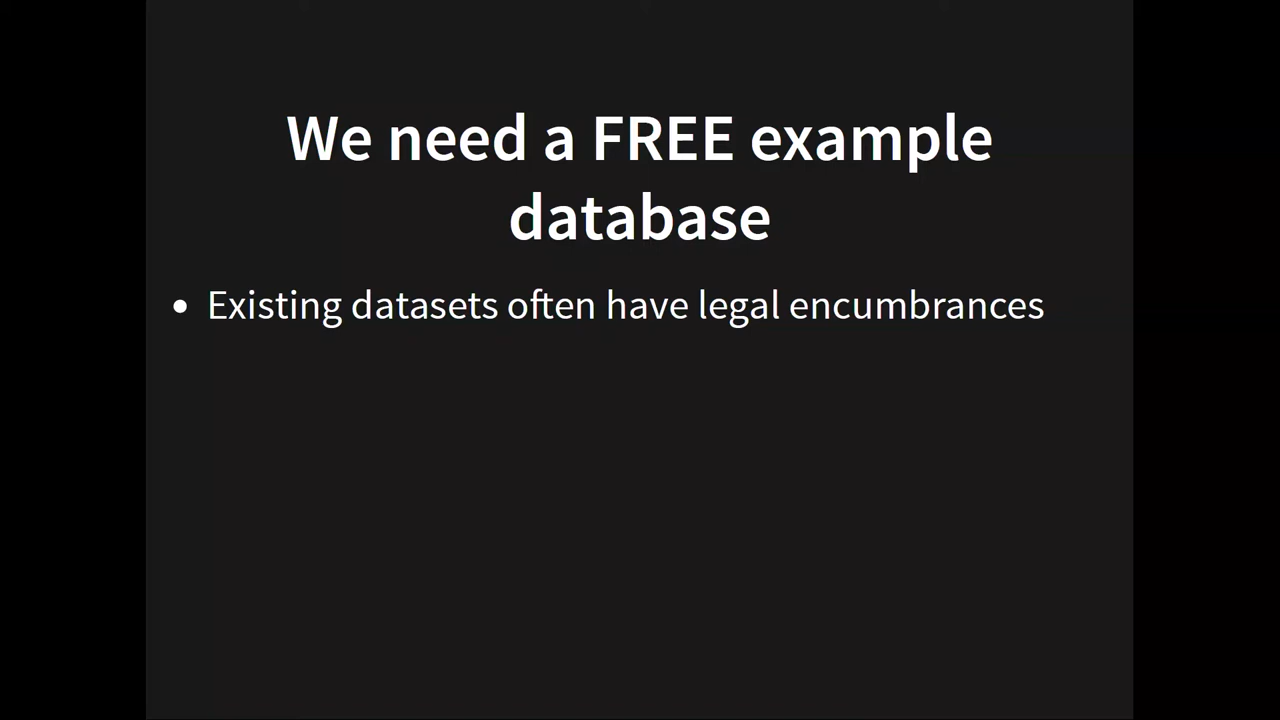 We need a FREE example
database
• Existing datasets often have legal encumbrances